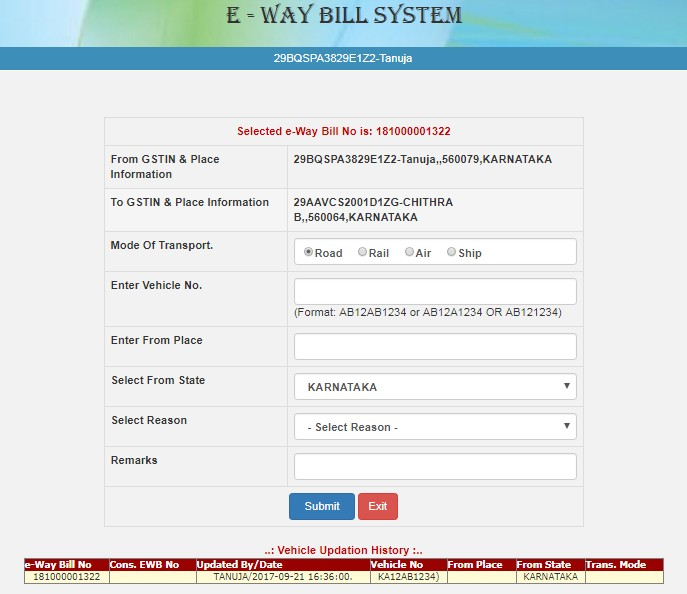 E - WAY BILL SYSTEM
29BQSPA3829E1Z2-Tanuja
Selected e-Way Bill No is: 181000001322
From GSTIN & Place Information 29BQSPA3829E1Z2-Tanuja,,560079,KARNATAKA
To GSTIN & Place Information 29AAVCS2001D1ZG-CHITHRA B,,560064,KARNATAKA
Mode Of Transport. Road Rail Air Ship
Enter Vehicle No.
(Format: AB12AB1234 or AB12A1234 OR AB121234)
Enter From Place
Select From State KARNATAKA
Select Reason - Select Reason -
Remarks
Submit Exit
..: Vehicle Updation History :..
e-Way Bill No Cons. EWB No Updated By/Date Vehicle No From Place From State Trans. Mode
181000001322 TANUJA/2017-09-21 16:36:00. KA12AB1234) KARNATAKA